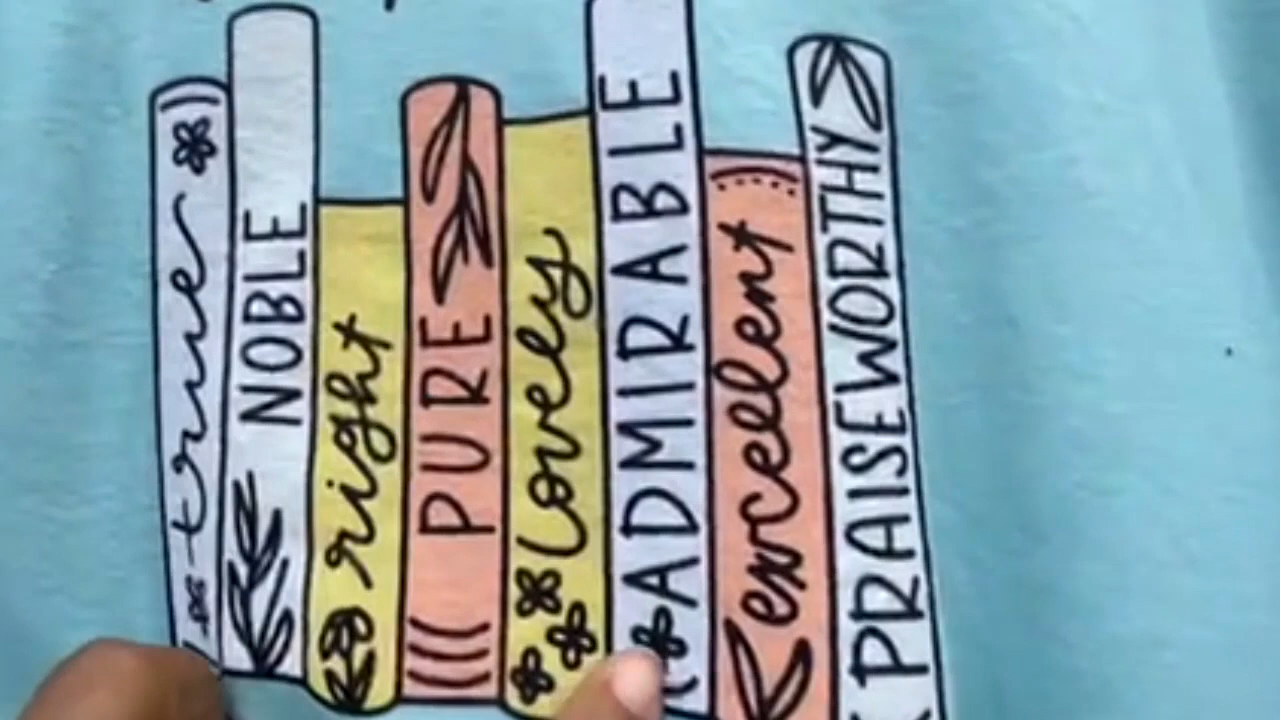 true
NOBLE
right
PURE
lovely
ADMIRABLE
excellent
PRAISEWORTHY